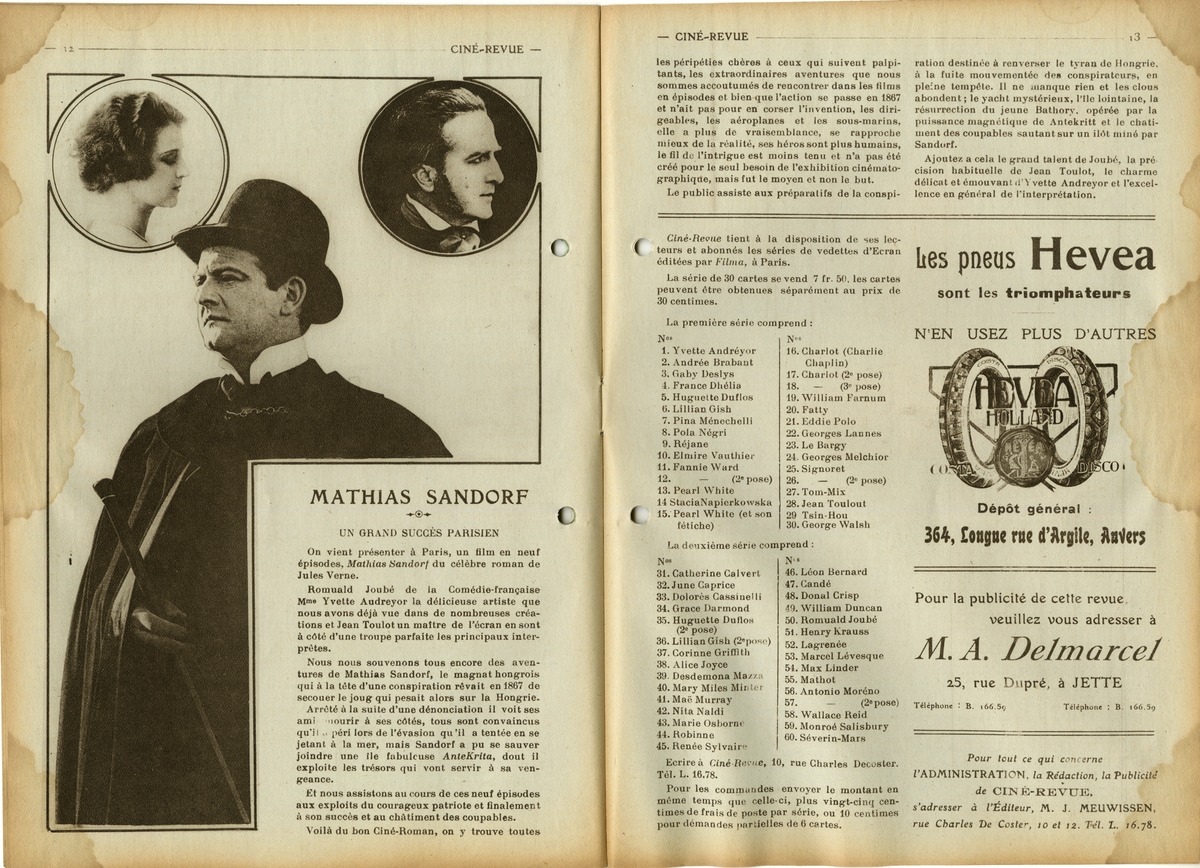 12
CINÉ-REVUE —
MATHIAS SANDORF
UN GRAND SUCCÈS PARISIEN
On vient présenter à Paris, un film en neuf
épisodes, Mathias Sandorf du célèbre roman de
Jules Verne.
Romuald Joubé de la Comédie-française
Mme Yvette Audreyor la délicieuse artiste que
nous avons déjà vue dans de nombreuses créa-
tions et Jean Toulot un maître de l'écran en sont
à côté d'une troupe parfaite les principaux inter-
prêtes.
Nous nous souvenons tous encore des aven-
tures de Mathias Sandorf, le magnat hongrois
qui à la tête d'une conspiration rêvait en 1867 de
secouer le joug qui pesait alors sur la Hongrie.
Arrêté à la suite d'une dénonciation il voit ses
ami mourir à ses côtés, tous sont convaincus
qu'il péri lors de l'évasion qu'il a tentée en se
jetant à la mer, mais Sandorf a pu se sauver
joindre une ile fabulcuse AnteKrita, dout il
exploite les trésors qui vont servir à sa ven-
geance.
Et nous assistons au cours de ces neuf épisodes
aux exploits du courageux patriote et finalement
à son succès et au châtiment des coupables.
Voilà du bon Ciné-Roman, on y trouve toutes
— CINÉ-REVUE
13 —
les péripéties chères à ceux qui suivent palpi-
tants, les extraordinaires aventures que nous
sommes accoutumés de rencontrer dans les films
en épisodes et bien que l'action se passe en 1867
et n'ait pas pour en corser l'invention, les diri-
geables, les aéroplanes et les sous-marins,
elle a plus de vraisemblance, se rapproche
mieux de la réalité, ses héros sont plus humains,
le fil de l'intrigue est moins tenu et n'a pas été
créé pour le seul besoin de l'exhibition cinémato-
graphique, mais fut le moyen et non le but.
Le public assiste aux préparatifs de la conspi-
ration destinée à renverser le tyran de Hongrie,
à la fuite mouvementée des conspirateurs, en
pleine tempête. Il ne manque rien et les clous
abondent ; le yacht mystérieux, l'île lointaine, la
résurrection du jeune Bathory, opérée par la
puissance magnétique de Antekritt et le chati-
ment des coupables sautant sur un ilôt miné par
Sandorf.
Ajoutez a cela le grand talent de Joubé, la pré-
cision habituelle de Jean Toulot, le charme
délicat et émouvant d'Yvette Andreyor et l'excel-
lence en général de l'interprétation.
Ciné-Revue tient à la disposition de ses lec-
teurs et abonnés les séries de vedettes d'Ecran
éditées par Filma, à Paris.
La série de 30 cartes se vend 7 fr. 50, les cartes
peuvent être obtenues séparément au prix de
30 centimes.
La première série comprend :
Nos
1. Yvette Andréyor
2. Andrée Brabant
3. Gaby Deslys
4. France Dhélia
5. Huguette Duflos
6. Lillian Gish
7. Pina Ménechelli
8. Pola Négri
9. Réjane
10. Elmire Vauthier
11. Fannie Ward
12. — (2e pose)
13. Pearl White
14 StaciaNapierkowska
15. Pearl White (et son
fétiche)
Nos
16. Charlot (Charlie
Chaplin)
17. Charlot (2e pose)
18. — (3e pose)
19. William Farnum
20. Fatty
21. Eddie Polo
22. Georges Lannes
23. Le Bargy
24. Georges Melchior
25. Signoret
26. — (2e pose)
27. Tom-Mix
28. Jean Toulout
29 Tsin-Hou
30. George Walsh
La deuxième série comprend :
Nos
31. Catherine Calvert
32. June Caprice
33. Dolorès Cassinelli
34. Grace Darmond
35. Huguette Duflos
(2e pose)
36. Lillian Gish (2e pose)
37. Corinne Griffith
38. Alice Joyce
39. Desdemona Mazza
40. Mary Miles Minter
41. Maë Murray
42. Nita Naldi
43. Marie Osborne
44. Robinne
45. Renée Sylvaire
Nos
46. Léon Bernard
47. Candé
48. Donal Crisp
49. William Duncan
50. Romuald Joubé
51. Henry Krauss
52. Lagrenée
53. Marcel Lévesque
54. Max Linder
55. Mathot
56. Antonio Moréno
57. — (2e pose)
58. Wallace Reid
59. Monroé Salisbury
60. Séverin-Mars
Ecrire à Ciné-Revue, 10, rue Charles Decoster.
Tél. L. 16.78.
Pour les commandes envoyer le montant en
même temps que celle-ci, plus vingt-cinq cen-
times de frais de poste par série, ou 10 centimes
pour demandes partielles de 6 cartes.
Les pneus Hevea
sont les triomphateurs
N'EN USEZ PLUS D'AUTRES
HEVEA
HOLLAND
COSTA
DISCO
Dépôt général :
364, Longue rue d'Argile, Anvers
Pour la publicité de cette revue,
veuillez vous adresser à
M. A. Delmarcel
25, rue Dupré, à JETTE
Téléphone : B. 166.59 Téléphone : B. 166.59
Pour tout ce qui concerne
l'ADMINISTRATION, la Rédaction, la Publicité
de CINÉ-REVUE,
s'adresser à l'Éditeur, M. J. MEUWISSEN,
rue Charles De Coster, 10 et 12. Tél. L. 16.78.